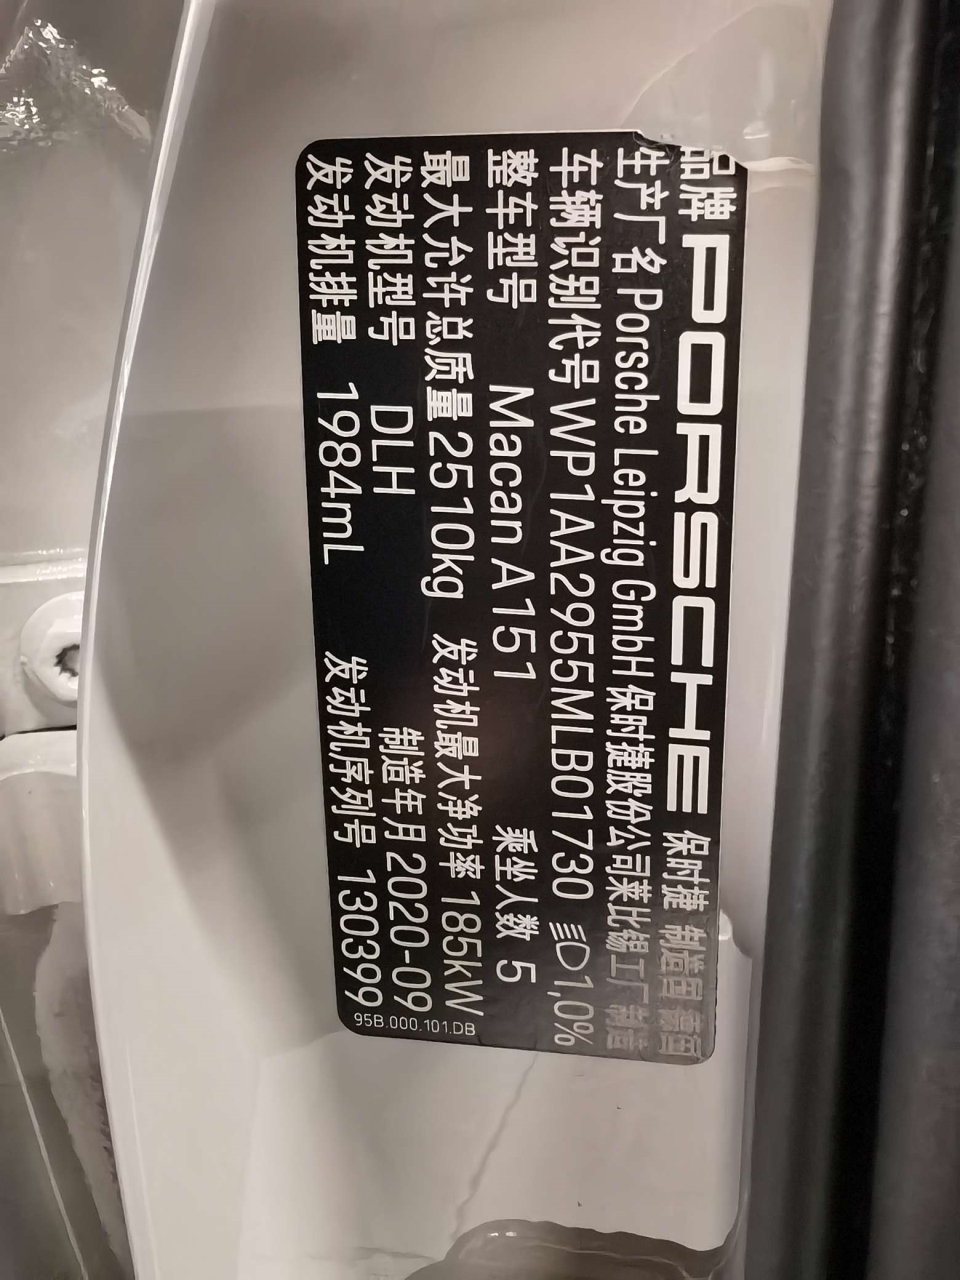 品牌 PORSCHE 保时捷 制造国 德国
生产厂名 Porsche Leipzig GmbH 保时捷股份公司莱比锡工厂 制造
车辆识别代号 WP1AA2955MLB01730 1,0%
整车型号 Macan A151 乘坐人数 5
最大允许总质量 2510kg 发动机最大净功率 185kW
发动机型号 DLH 制造年月 2020-09
发动机排量 1984mL 发动机序列号 130399
95B.000.101.DB